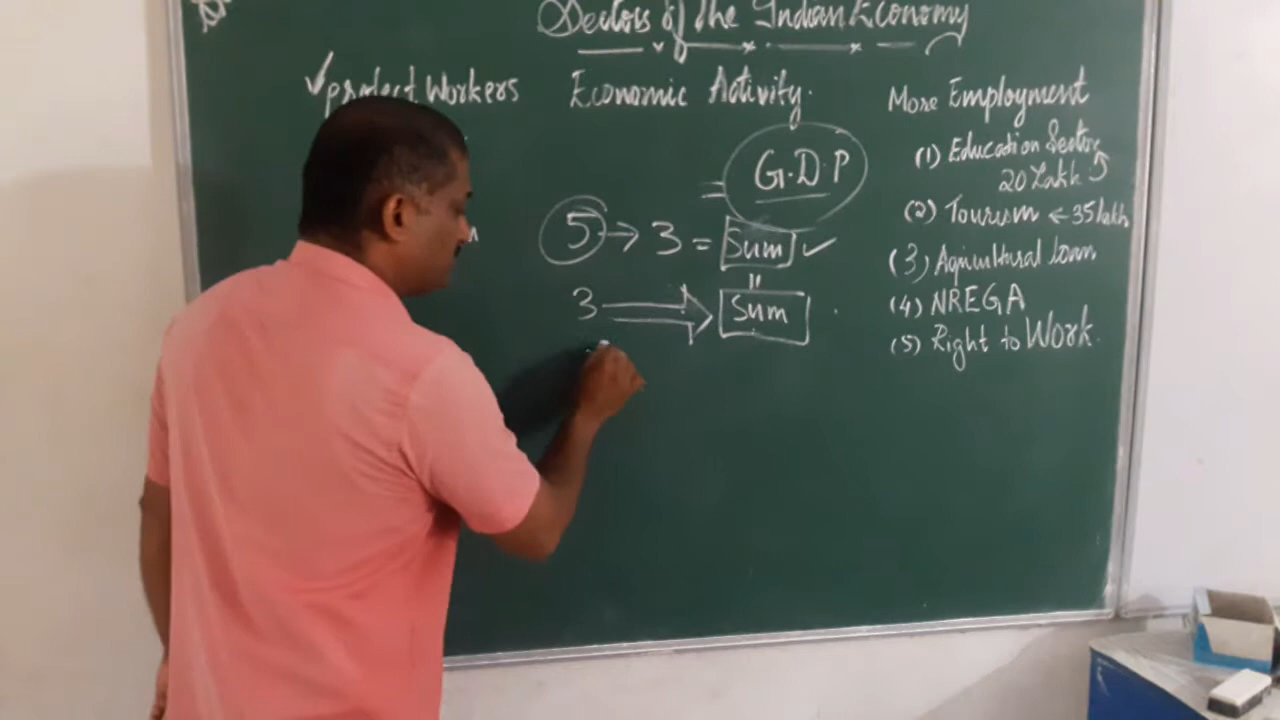 Sectors of the Indian Economy
protect Workers
Economic Activity.
G.D.P
=
5 → 3 = Sum ✓
=
3 ⇒ Sum
More Employment
(1) Education Sector
20 Lakh
(2) Tourism ← 35 lakh
(3) Agricultural loan
(4) NREGA
(5) Right to Work.